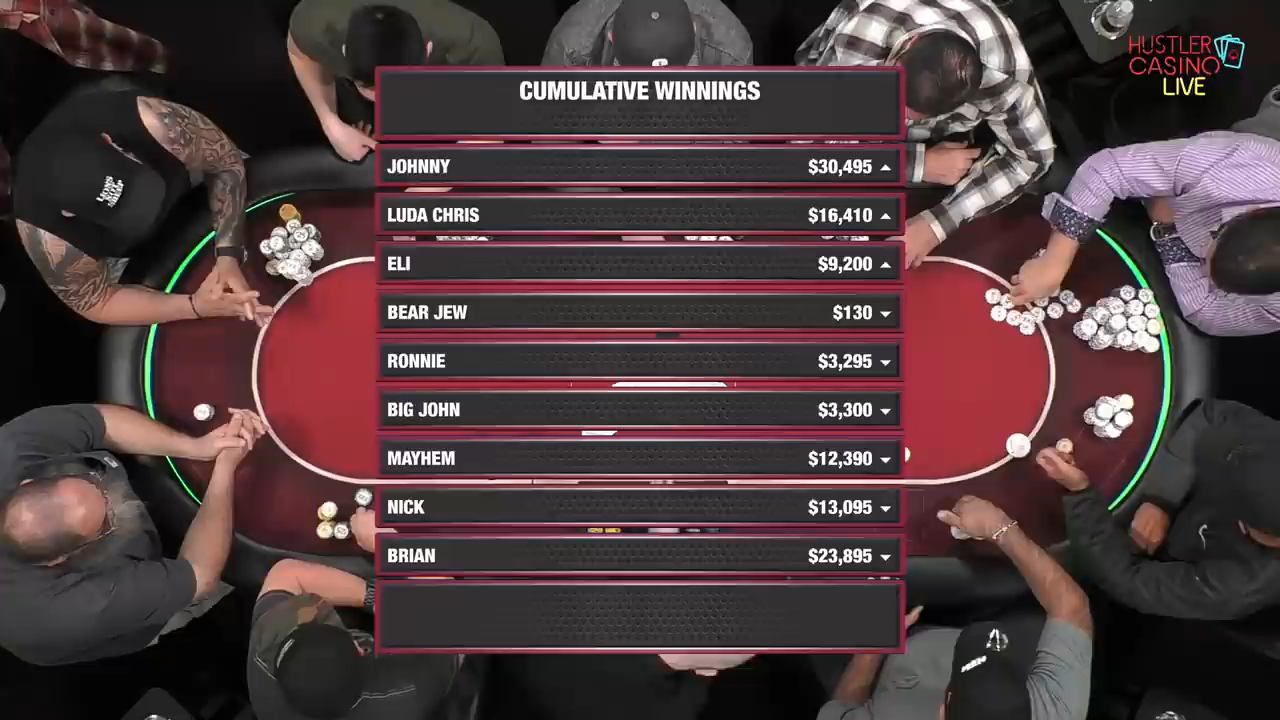 HUSTLER
CASINO
LIVE
CUMULATIVE WINNINGS
JOHNNY $30,495
LUDA CHRIS $16,410
ELI $9,200
BEAR JEW $130
RONNIE $3,295
BIG JOHN $3,300
MAYHEM $12,390
NICK $13,095
BRIAN $23,895